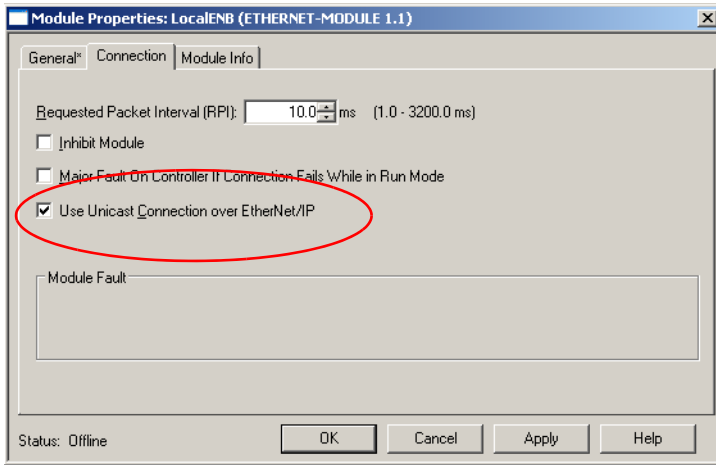 Module Properties: LocalENB (ETHERNET-MODULE 1.1)
General* Connection Module Info
Requested Packet Interval (RPI): 10.0 ms (1.0 - 3200.0 ms)
Inhibit Module
Major Fault On Controller If Connection Fails While in Run Mode
Use Unicast Connection over EtherNet/IP
Module Fault
Status: Offline OK Cancel Apply Help